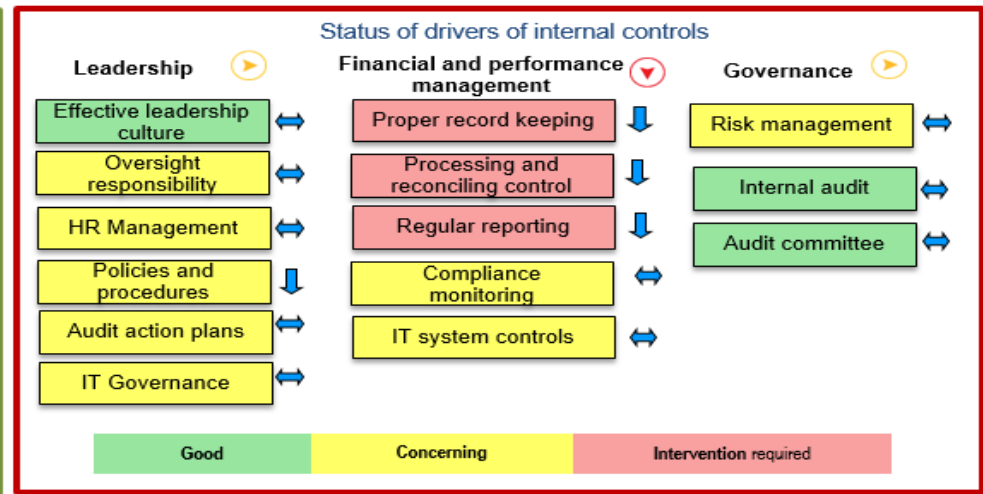 Status of drivers of internal controls
Leadership
Effective leadership
culture
Oversight
responsibility
HR Management
Policies and
procedures
Audit action plans
IT Governance
Financial and performance
management
Proper record keeping
Processing and
reconciling control
Regular reporting
Compliance
monitoring
IT system controls
Governance
Risk management
Internal audit
Audit committee
Good
Concerning
Intervention required